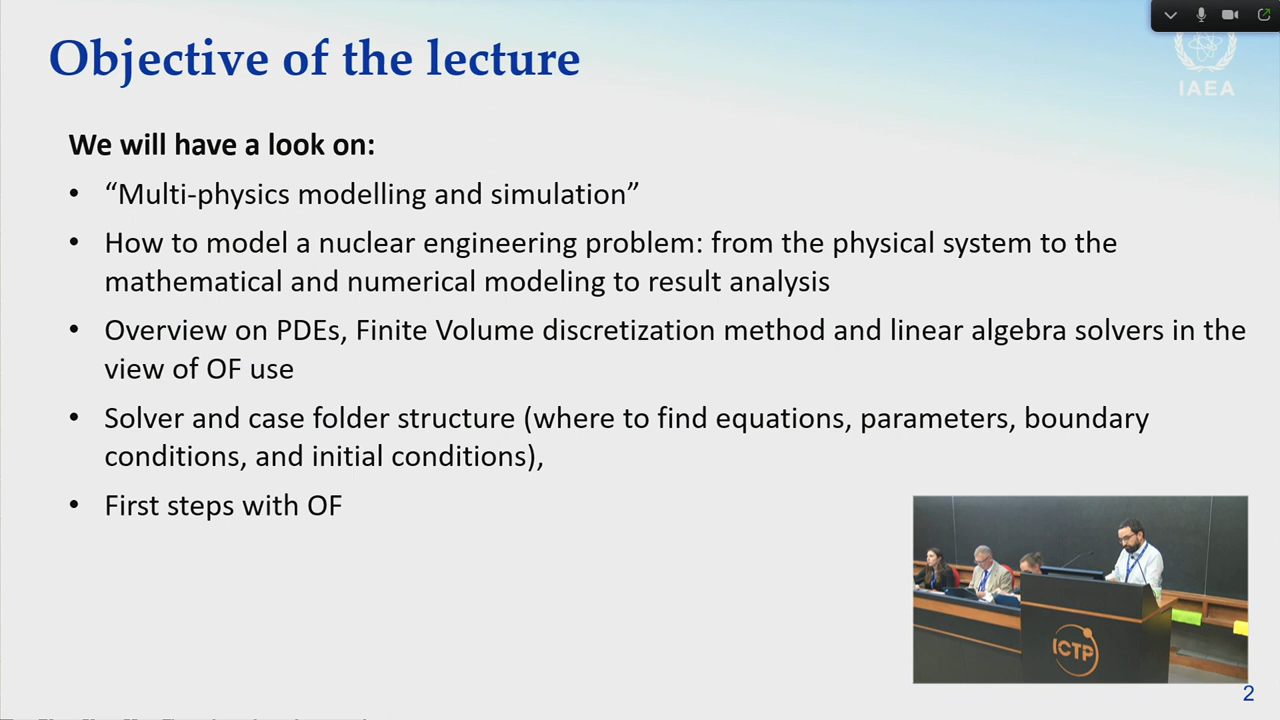 Objective of the lecture
IAEA
We will have a look on:
• “Multi-physics modelling and simulation”
• How to model a nuclear engineering problem: from the physical system to the
mathematical and numerical modeling to result analysis
• Overview on PDEs, Finite Volume discretization method and linear algebra solvers in the
view of OF use
• Solver and case folder structure (where to find equations, parameters, boundary
conditions, and initial conditions),
• First steps with OF
ICTP
2